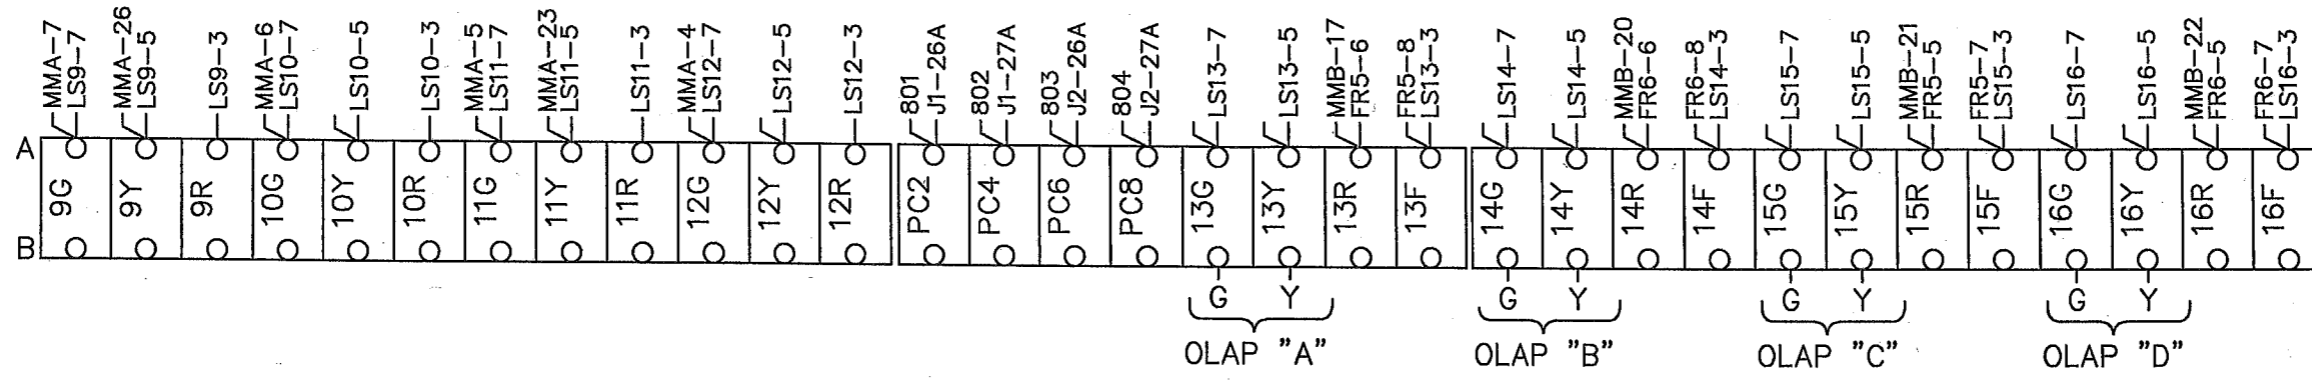 MMA-7
LS9-7
MMA-26
LS9-5
LS9-3
MMA-6
LS10-7
LS10-5
LS10-3
MMA-5
LS11-7
MMA-23
LS11-5
LS11-3
MMA-4
LS12-7
LS12-5
LS12-3
801
J1-26A
802
J1-27A
803
J2-26A
804
J2-27A
LS13-7
LS13-5
MMB-17
FR5-6
FR5-8
LS13-3
LS14-7
LS14-5
MMB-20
FR6-6
FR6-8
LS14-3
LS15-7
LS15-5
MMB-21
FR5-5
FR5-7
LS15-3
LS16-7
LS16-5
MMB-22
FR6-5
FR6-7
LS16-3
A
9G
9Y
9R
10G
10Y
10R
11G
11Y
11R
12G
12Y
12R
PC2
PC4
PC6
PC8
13G
13Y
13R
13F
14G
14Y
14R
14F
15G
15Y
15R
15F
16G
16Y
16R
16F
B
G Y
G Y
G Y
G Y
OLAP "A"
OLAP "B"
OLAP "C"
OLAP "D"